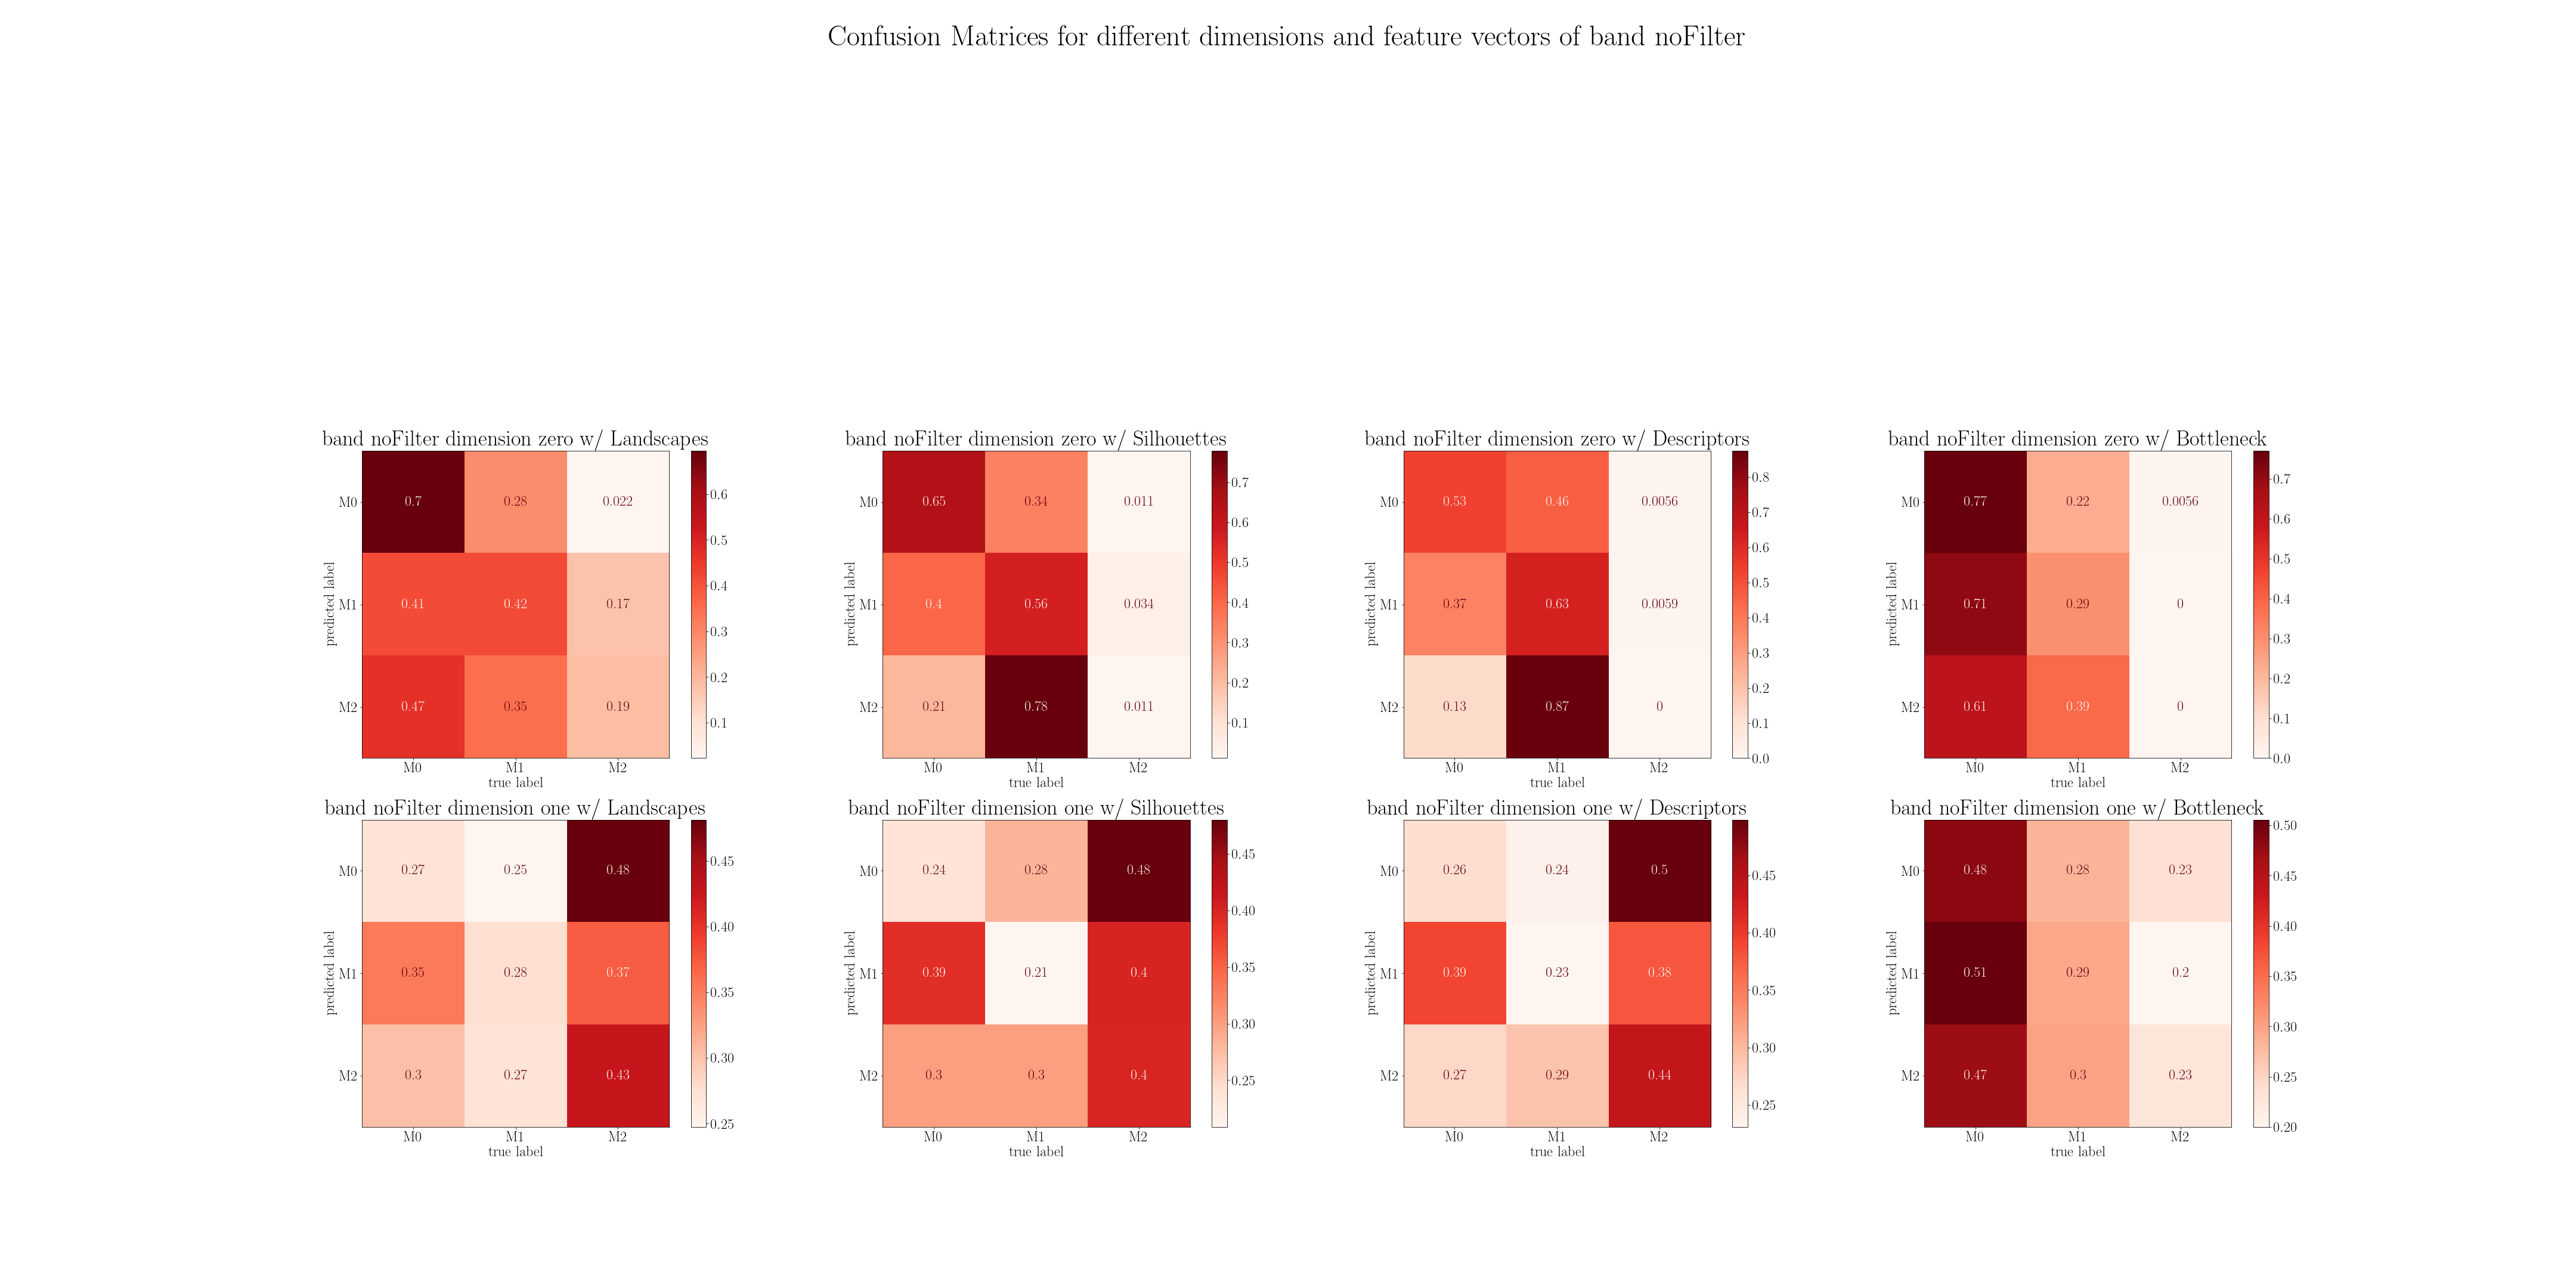 Confusion Matrices for different dimensions and feature vectors of band noFilter
band noFilter dimension zero w/ Landscapes
predicted label
M0 0.7 0.28 0.022
M1 0.41 0.42 0.17
M2 0.47 0.35 0.19
M0 M1 M2
true label
0.6
0.5
0.4
0.3
0.2
0.1
band noFilter dimension zero w/ Silhouettes
predicted label
M0 0.65 0.34 0.011
M1 0.4 0.56 0.034
M2 0.21 0.78 0.011
M0 M1 M2
true label
0.7
0.6
0.5
0.4
0.3
0.2
0.1
band noFilter dimension zero w/ Descriptors
predicted label
M0 0.53 0.46 0.0056
M1 0.37 0.63 0.0059
M2 0.13 0.87 0
M0 M1 M2
true label
0.8
0.7
0.6
0.5
0.4
0.3
0.2
0.1
0.0
band noFilter dimension zero w/ Bottleneck
predicted label
M0 0.77 0.22 0.0056
M1 0.71 0.29 0
M2 0.61 0.39 0
M0 M1 M2
true label
0.7
0.6
0.5
0.4
0.3
0.2
0.1
0.0
band noFilter dimension one w/ Landscapes
predicted label
M0 0.27 0.25 0.48
M1 0.35 0.28 0.37
M2 0.3 0.27 0.43
M0 M1 M2
true label
0.45
0.40
0.35
0.30
0.25
band noFilter dimension one w/ Silhouettes
predicted label
M0 0.24 0.28 0.48
M1 0.39 0.21 0.4
M2 0.3 0.3 0.4
M0 M1 M2
true label
0.45
0.40
0.35
0.30
0.25
band noFilter dimension one w/ Descriptors
predicted label
M0 0.26 0.24 0.5
M1 0.39 0.23 0.38
M2 0.27 0.29 0.44
M0 M1 M2
true label
0.45
0.40
0.35
0.30
0.25
band noFilter dimension one w/ Bottleneck
predicted label
M0 0.48 0.28 0.23
M1 0.51 0.29 0.2
M2 0.47 0.3 0.23
M0 M1 M2
true label
0.50
0.45
0.40
0.35
0.30
0.25
0.20